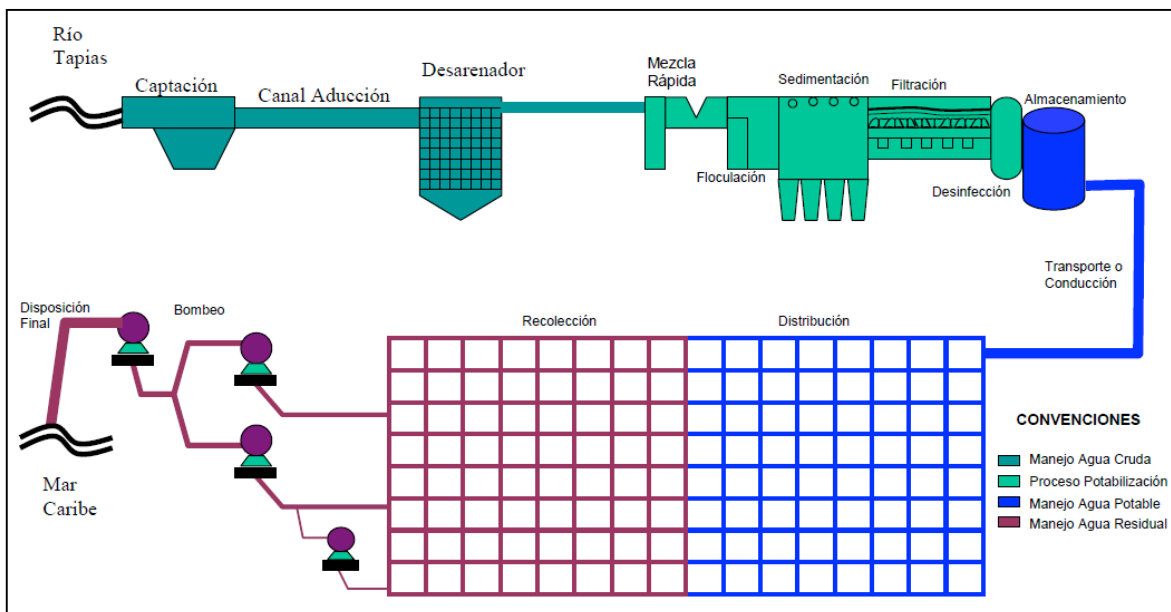 Río
Tapias
Captación
Canal Aducción
Desarenador
Mezcla
Rápida
Floculación
Sedimentación
Filtración
Desinfección
Almacenamiento
Transporte o
Conducción
Disposición
Final
Bombeo
Recolección
Distribución
Mar
Caribe
CONVENCIONES
Manejo Agua Cruda
Proceso Potabilización
Manejo Agua Potable
Manejo Agua Residual